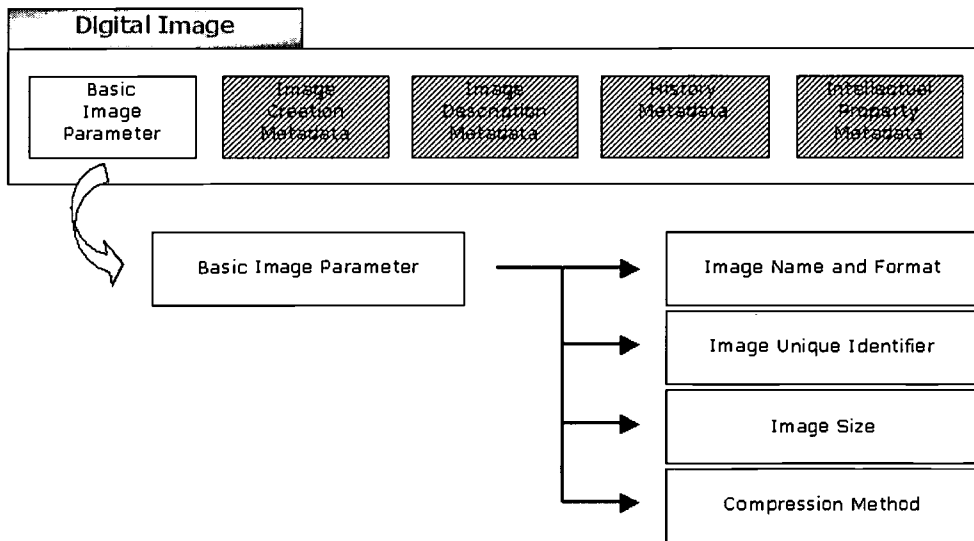 Digital Image
Basic
Image
Parameter
Image
Creation
Metadata
Image
Description
Metadata
History
Metadata
Intellectual
Property
Metadata
Basic Image Parameter
Image Name and Format
Image Unique Identifier
Image Size
Compression Method